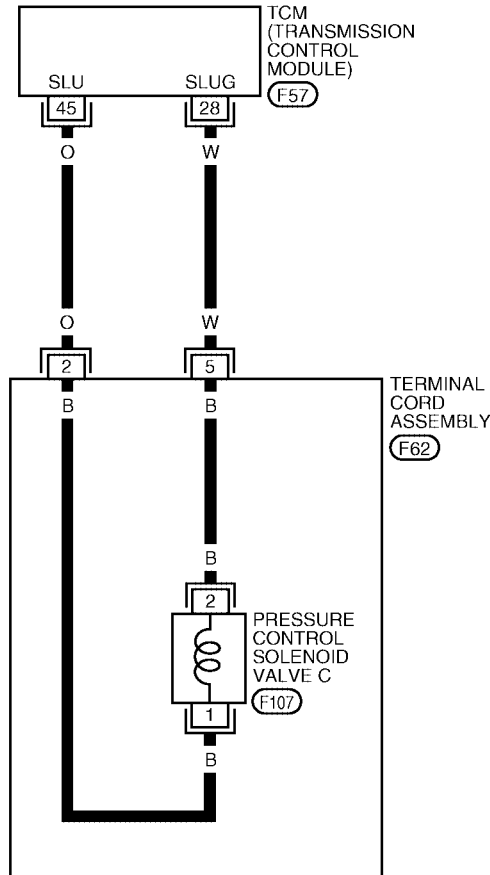 TCM
(TRANSMISSION
CONTROL
MODULE)
F57
SLU SLUG
45 28
O W
O W
2 5
B B
TERMINAL
CORD
ASSEMBLY
F62
B
2
PRESSURE
CONTROL
SOLENOID
VALVE C
F107
1
B